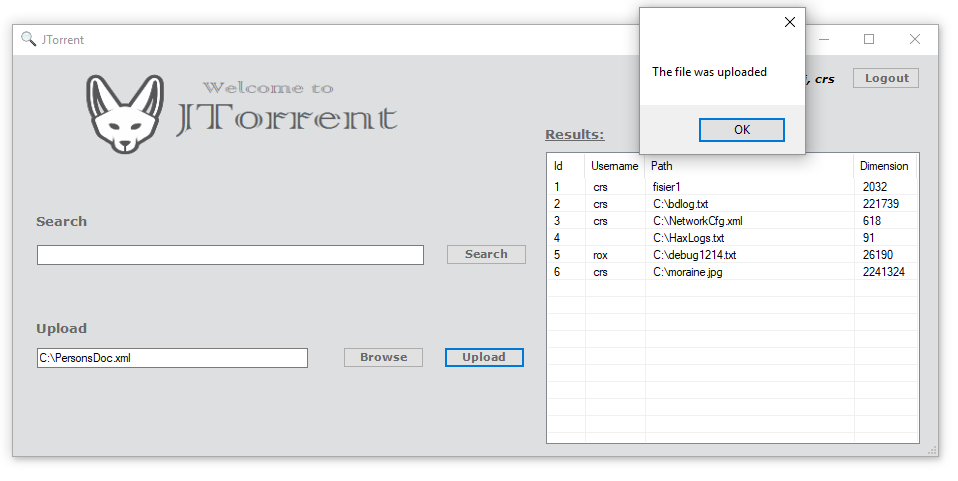 JTorrent
The file was uploaded
OK
Welcome to
JTorrent
, crs
Logout
Results:
Id Username Path Dimension
1 crs fisier1 2032
2 crs C:\bdlog.txt 221739
3 crs C:\NetworkCfg.xml 618
4 C:\HaxLogs.txt 91
5 rox C:\debug1214.txt 26190
6 crs C:\moraine.jpg 2241324
Search
Search
Upload
C:\PersonsDoc.xml
Browse
Upload